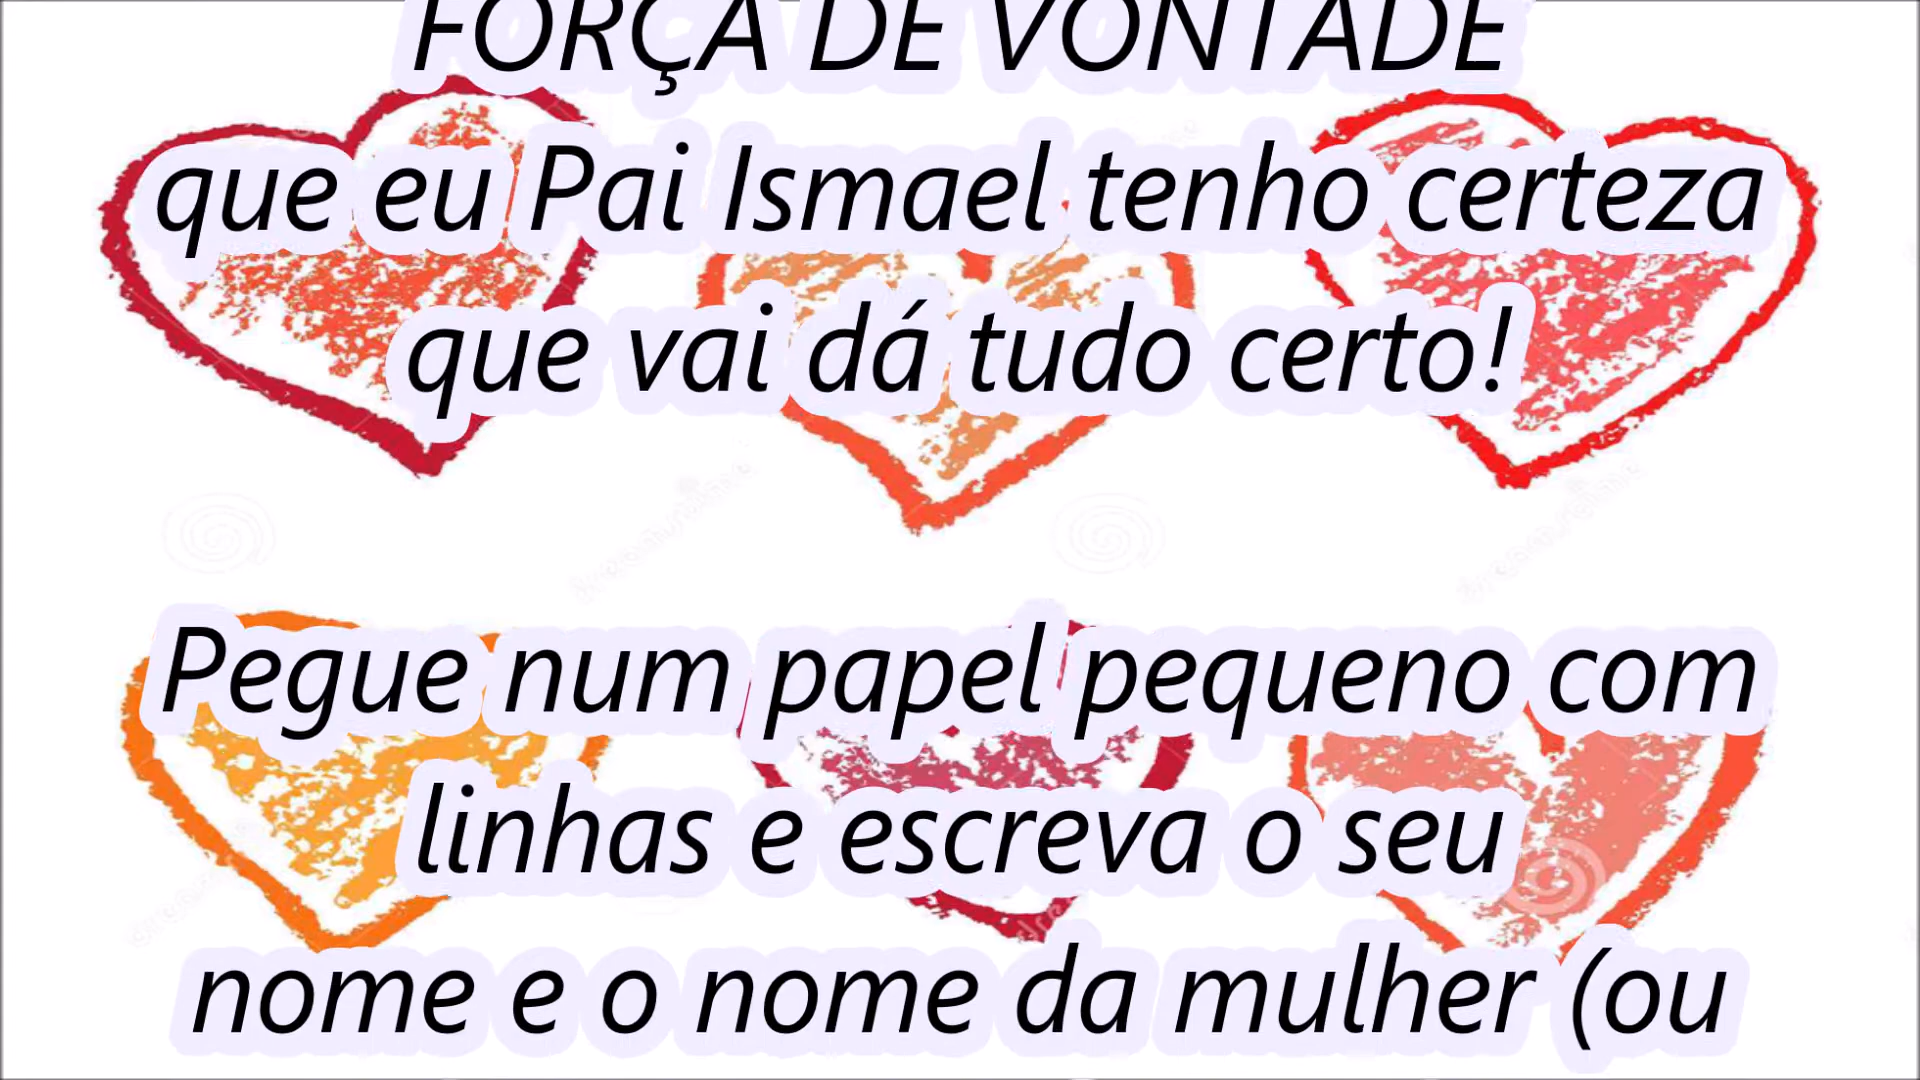 FORÇA DE VONTADE
que eu Pai Ismael tenho certeza
que vai dá tudo certo!
Pegue num papel pequeno com
linhas e escreva o seu
nome e o nome da mulher (ou